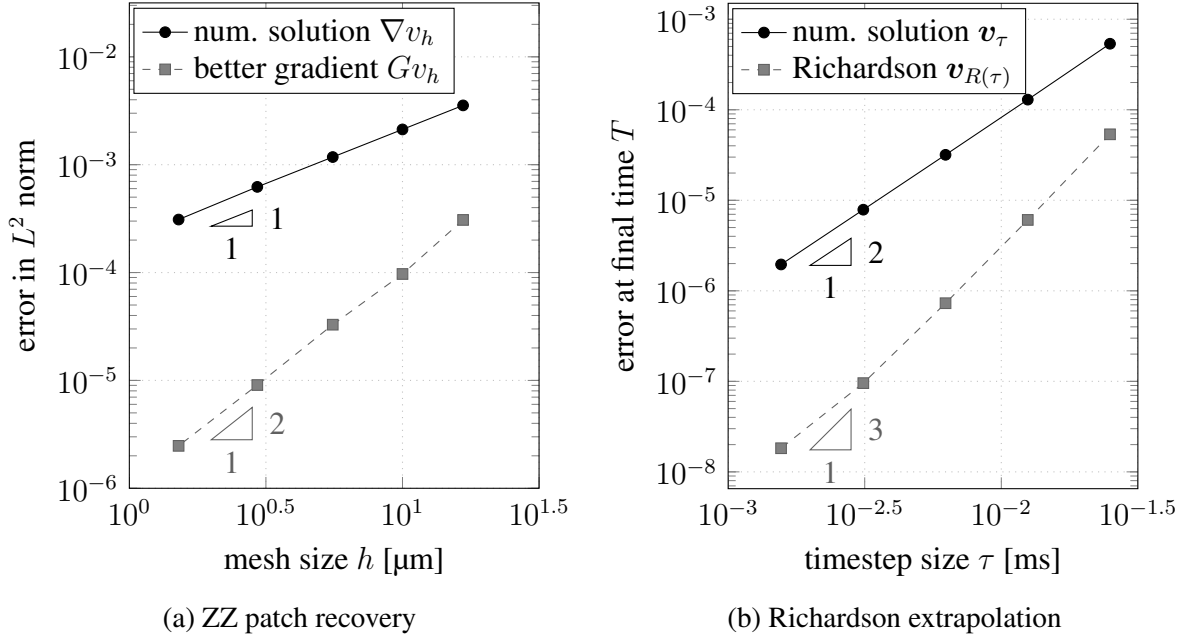 num. solution ∇v_h
better gradient Gv_h
10^{-2}
10^{-3}
10^{-4}
10^{-5}
10^{-6}
error in L^2 norm
1
1
2
1
10^0
10^{0.5}
10^1
10^{1.5}
mesh size h [µm]
(a) ZZ patch recovery
num. solution v_τ
Richardson v_{R(τ)}
10^{-3}
10^{-4}
10^{-5}
10^{-6}
10^{-7}
10^{-8}
error at final time T
2
1
3
1
10^{-3}
10^{-2.5}
10^{-2}
10^{-1.5}
timestep size τ [ms]
(b) Richardson extrapolation